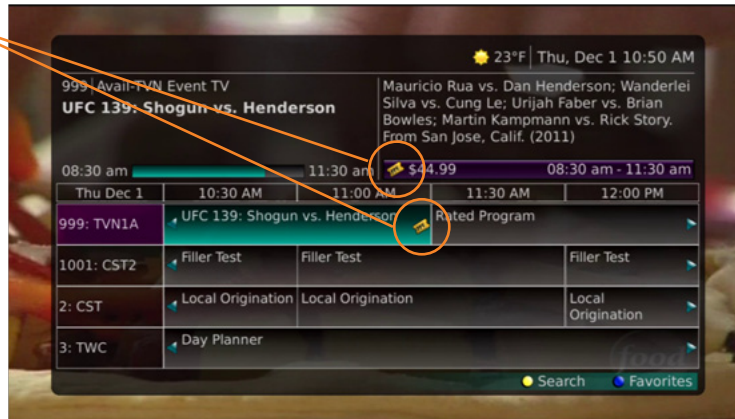 23°F Thu, Dec 1 10:50 AM
999 Avail-TVN Event TV
UFC 139: Shogun vs. Henderson
Mauricio Rua vs. Dan Henderson; Wanderlei
Silva vs. Cung Le; Urijah Faber vs. Brian
Bowles; Martin Kampmann vs. Rick Story.
From San Jose, Calif. (2011)
08:30 am 11:30 am
$44.99 08:30 am - 11:30 am
Thu Dec 1 10:30 AM 11:00 AM 11:30 AM 12:00 PM
999: TVN1A UFC 139: Shogun vs. Henderson Rated Program
1001: CST2 Filler Test Filler Test Filler Test
2: CST Local Origination Local Origination Local
Origination
3: TWC Day Planner
food
Search Favorites